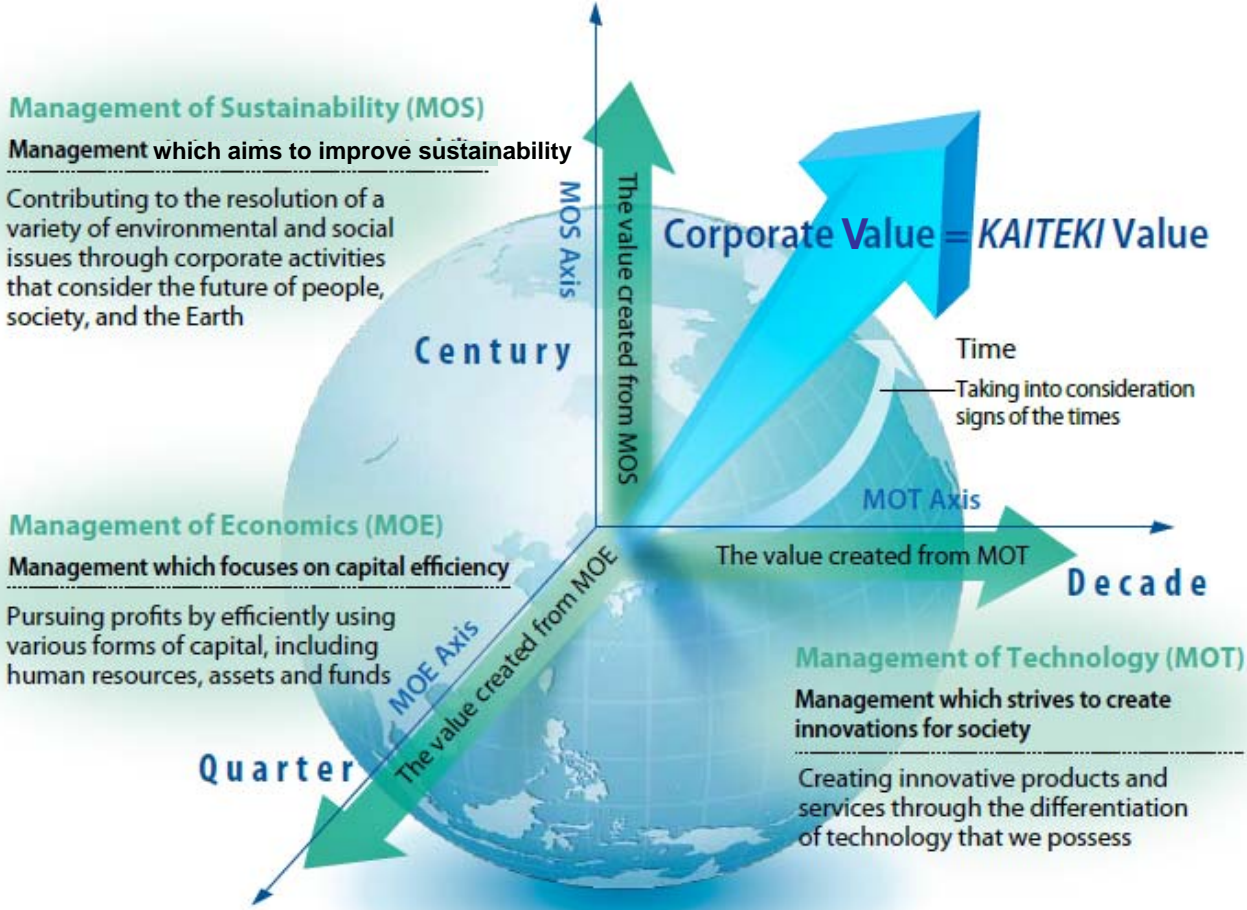 Management of Sustainability (MOS)
Management which aims to improve sustainability
Contributing to the resolution of a
variety of environmental and social
issues through corporate activities
that consider the future of people,
society, and the Earth
MOS Axis
The value created from MOS
Century
Corporate Value = KAITEKI Value
Time
Taking into consideration
signs of the times
MOT Axis
The value created from MOT
Decade
Management of Economics (MOE)
Management which focuses on capital efficiency
Pursuing profits by efficiently using
various forms of capital, including
human resources, assets and funds
MOE Axis
The value created from MOE
Quarter
Management of Technology (MOT)
Management which strives to create
innovations for society
Creating innovative products and
services through the differentiation
of technology that we possess